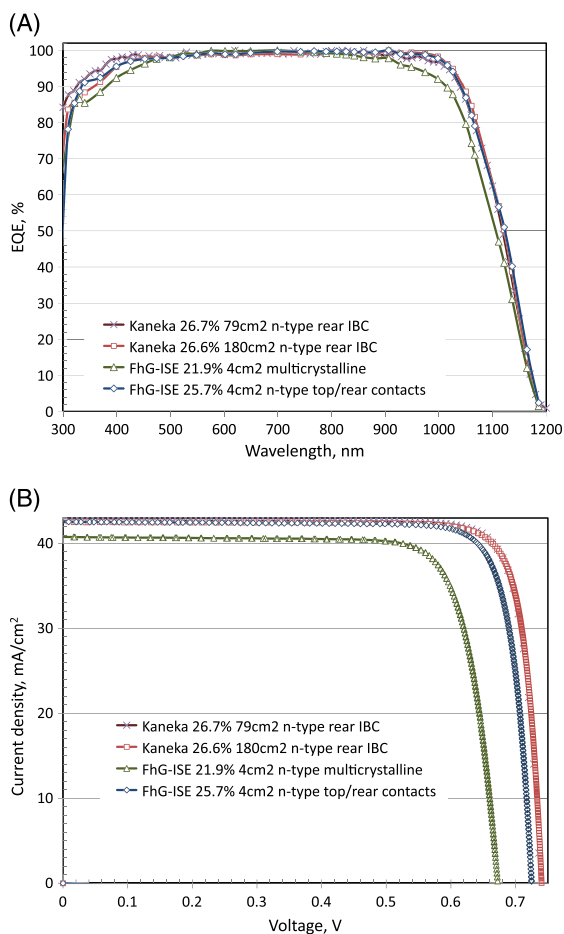 (A)
100
90
80
70
60
50
40
30
20
10
0
EQE, %
Kaneka 26.7% 79cm2 n-type rear IBC
Kaneka 26.6% 180cm2 n-type rear IBC
FhG-ISE 21.9% 4cm2 multicrystalline
FhG-ISE 25.7% 4cm2 n-type top/rear contacts
300 400 500 600 700 800 900 1000 1100 1200
Wavelength, nm
(B)
40
30
20
10
0
Current density, mA/cm²
Kaneka 26.7% 79cm2 n-type rear IBC
Kaneka 26.6% 180cm2 n-type rear IBC
FhG-ISE 21.9% 4cm2 n-type multicrystalline
FhG-ISE 25.7% 4cm2 n-type top/rear contacts
0 0.1 0.2 0.3 0.4 0.5 0.6 0.7
Voltage, V